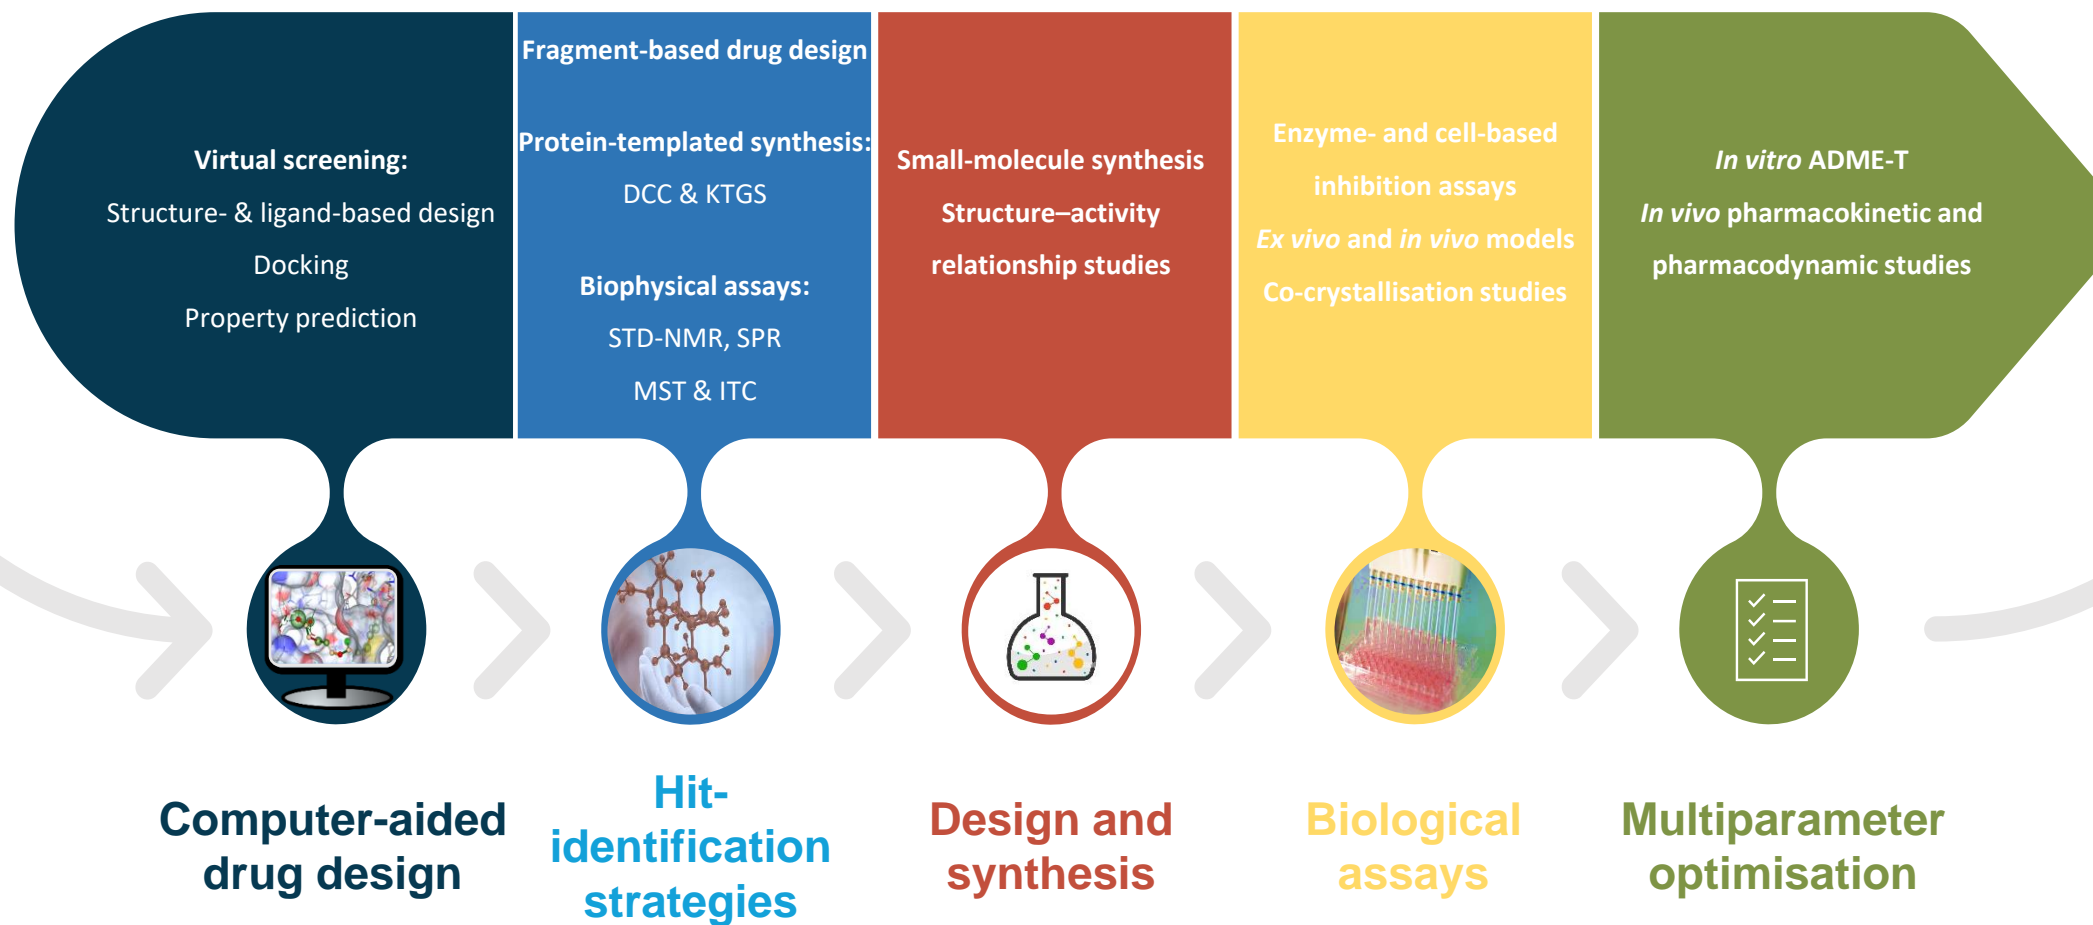 Virtual screening:
Structure- & ligand-based design
Docking
Property prediction
Fragment-based drug design
Protein-templated synthesis:
DCC & KTGS
Biophysical assays:
STD-NMR, SPR
MST & ITC
Small-molecule synthesis
Structure–activity
relationship studies
Enzyme- and cell-based
inhibition assays
Ex vivo and in vivo models
Co-crystallisation studies
In vitro ADME-T
In vivo pharmacokinetic and
pharmacodynamic studies
Computer-aided
drug design
Hit-
identification
strategies
Design and
synthesis
Biological
assays
Multiparameter
optimisation